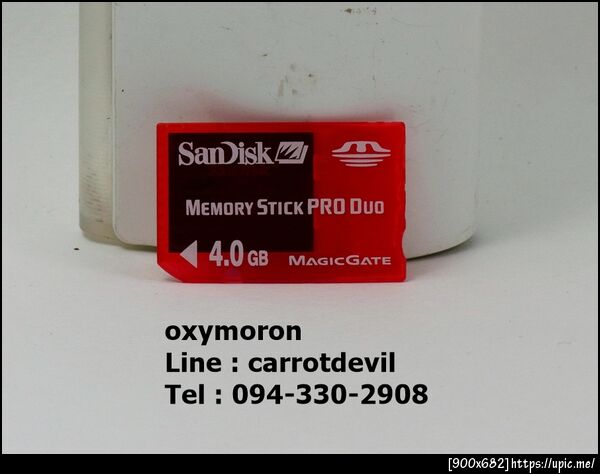 SanDisk
MEMORY STICK PRO DUO
4.0 GB MAGICGATE
oxymoron
Line : carrotdevil
Tel : 094-330-2908
[900x682]https://upic.me/